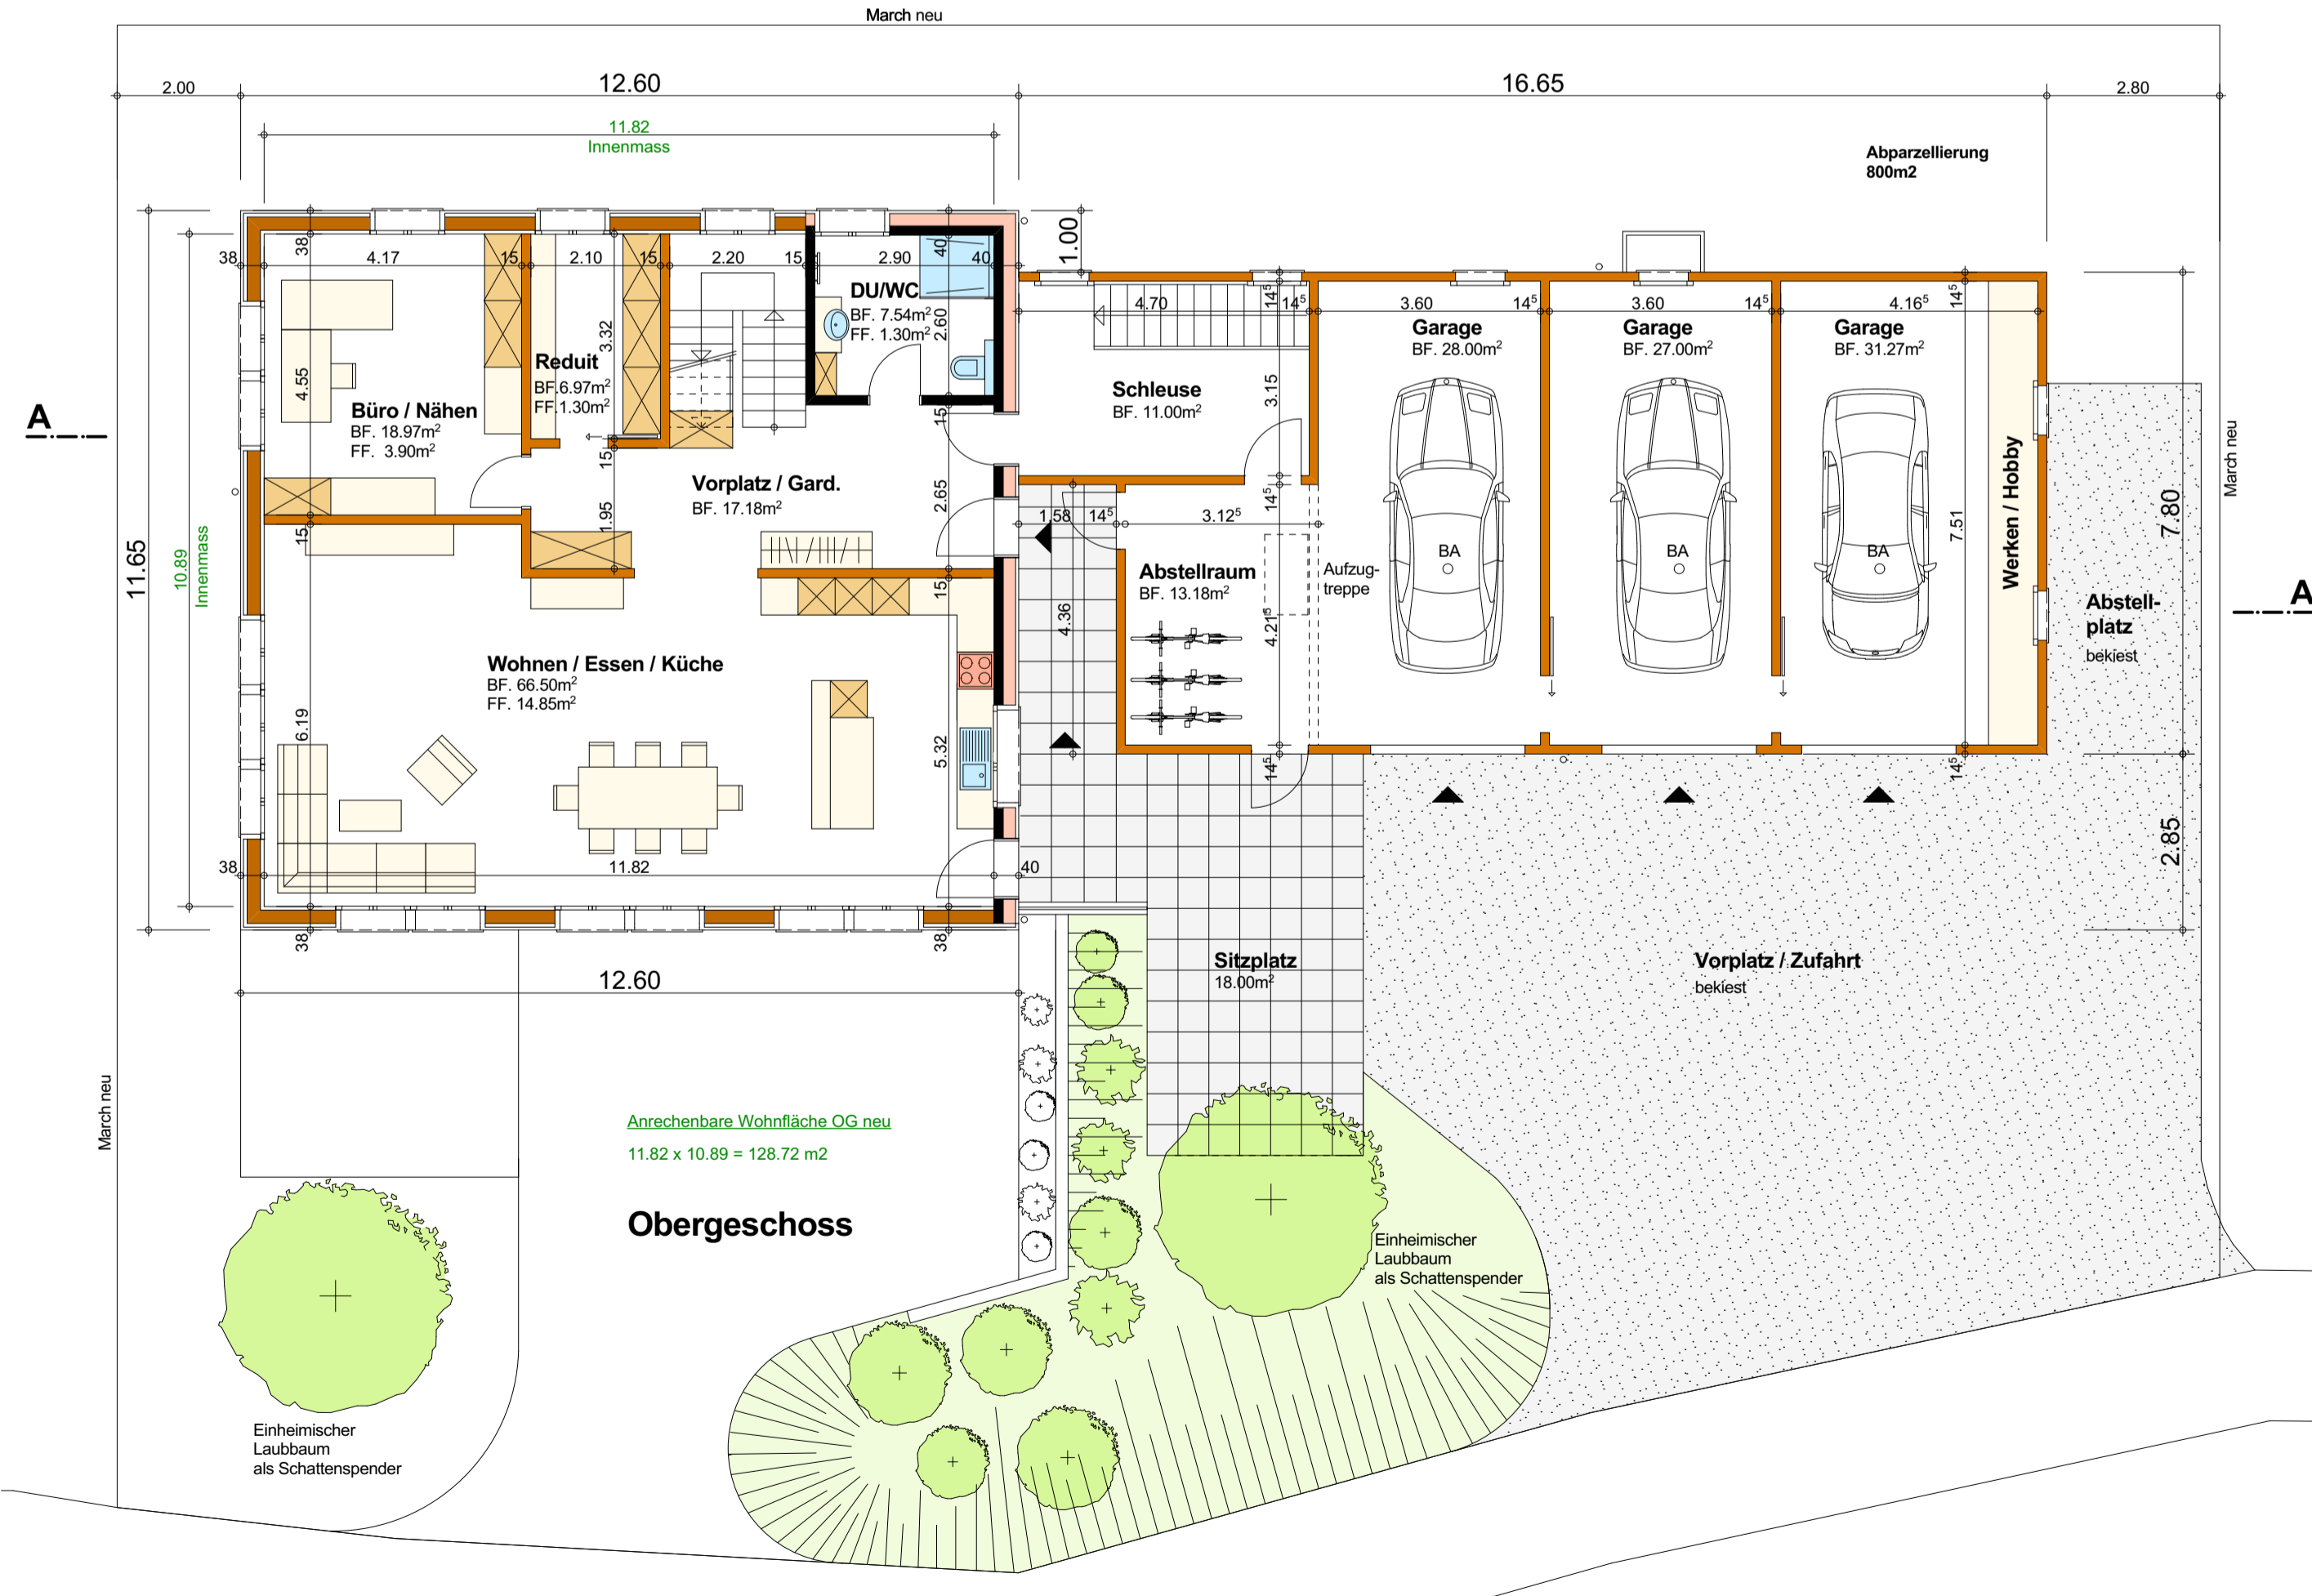 March neu
2.00
12.60
16.65
2.80
11.82
Innenmass
Abparzellierung
800m2
1.00
38
38
4.17
15
2.10
15
2.20
15
2.90
40
40
DU/WC
BF. 7.54m²
FF. 1.30m²
2.60
3.32
Reduit
BF.6.97m²
FF.1.30m²
4.55
Büro / Nähen
BF. 18.97m²
FF. 3.90m²
4.70
14⁵
14⁵
3.60
14⁵
3.60
14⁵
4.16⁵
14⁵
Garage
BF. 28.00m²
Garage
BF. 27.00m²
Garage
BF. 31.27m²
Schleuse
BF. 11.00m²
3.15
A
15
15
Vorplatz / Gard.
BF. 17.18m²
1.95
2.65
15
14⁵
1.58
14⁵
3.12⁵
7.51
Werken / Hobby
7.80
March neu
11.65
10.89
Innenmass
BA
BA
BA
Abstellraum
BF. 13.18m²
Aufzug-
treppe
15
4.36
4.21⁵
Abstell-
platz
bekiest
A
Wohnen / Essen / Küche
BF. 66.50m²
FF. 14.85m²
6.19
5.32
14⁵
14⁵
2.85
38
11.82
40
38
38
12.60
Sitzplatz
18.00m²
Vorplatz / Zufahrt
bekiest
March neu
Anrechenbare Wohnfläche OG neu
11.82 x 10.89 = 128.72 m2
Obergeschoss
Einheimischer
Laubbaum
als Schattenspender
Einheimischer
Laubbaum
als Schattenspender